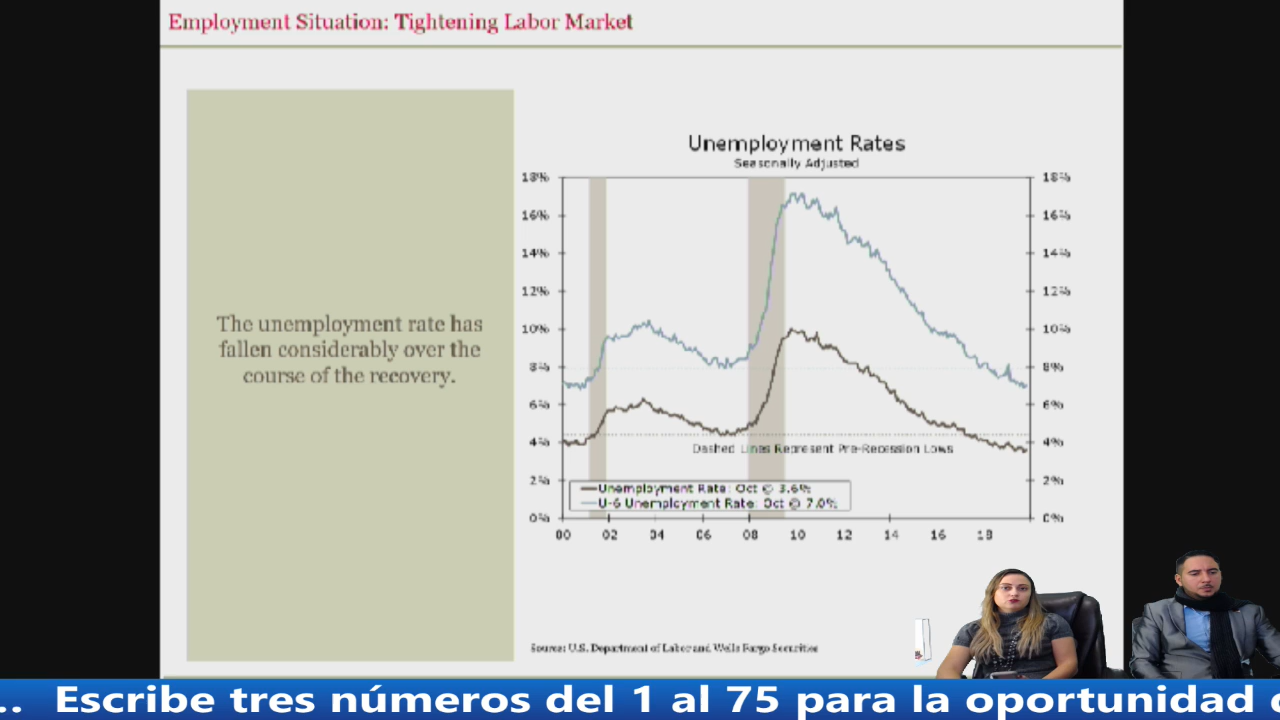 Employment Situation: Tightening Labor Market
The unemployment rate has
fallen considerably over the
course of the recovery.
Unemployment Rates
Seasonally Adjusted
18% 18%
16% 16%
14% 14%
12% 12%
10% 10%
8% 8%
6% 6%
4% 4%
Dashed Lines Represent Pre-Recession Lows
2% 2%
Unemployment Rate: Oct @ 3.6%
U-6 Unemployment Rate: Oct @ 7.0%
0% 0%
00 02 04 06 08 10 12 14 16 18
Source: U.S. Department of Labor and Wells Fargo Securities
.. Escribe tres números del 1 al 75 para la oportunidad